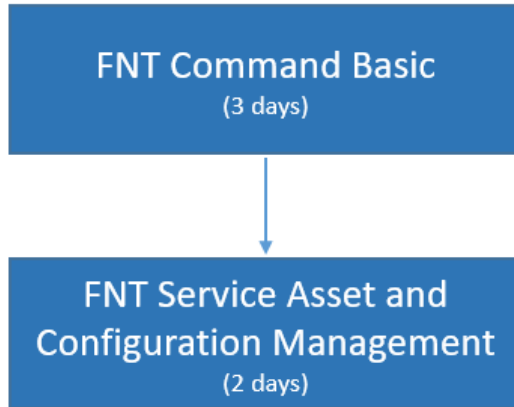 FNT Command Basic
(3 days)
FNT Service Asset and
Configuration Management
(2 days)